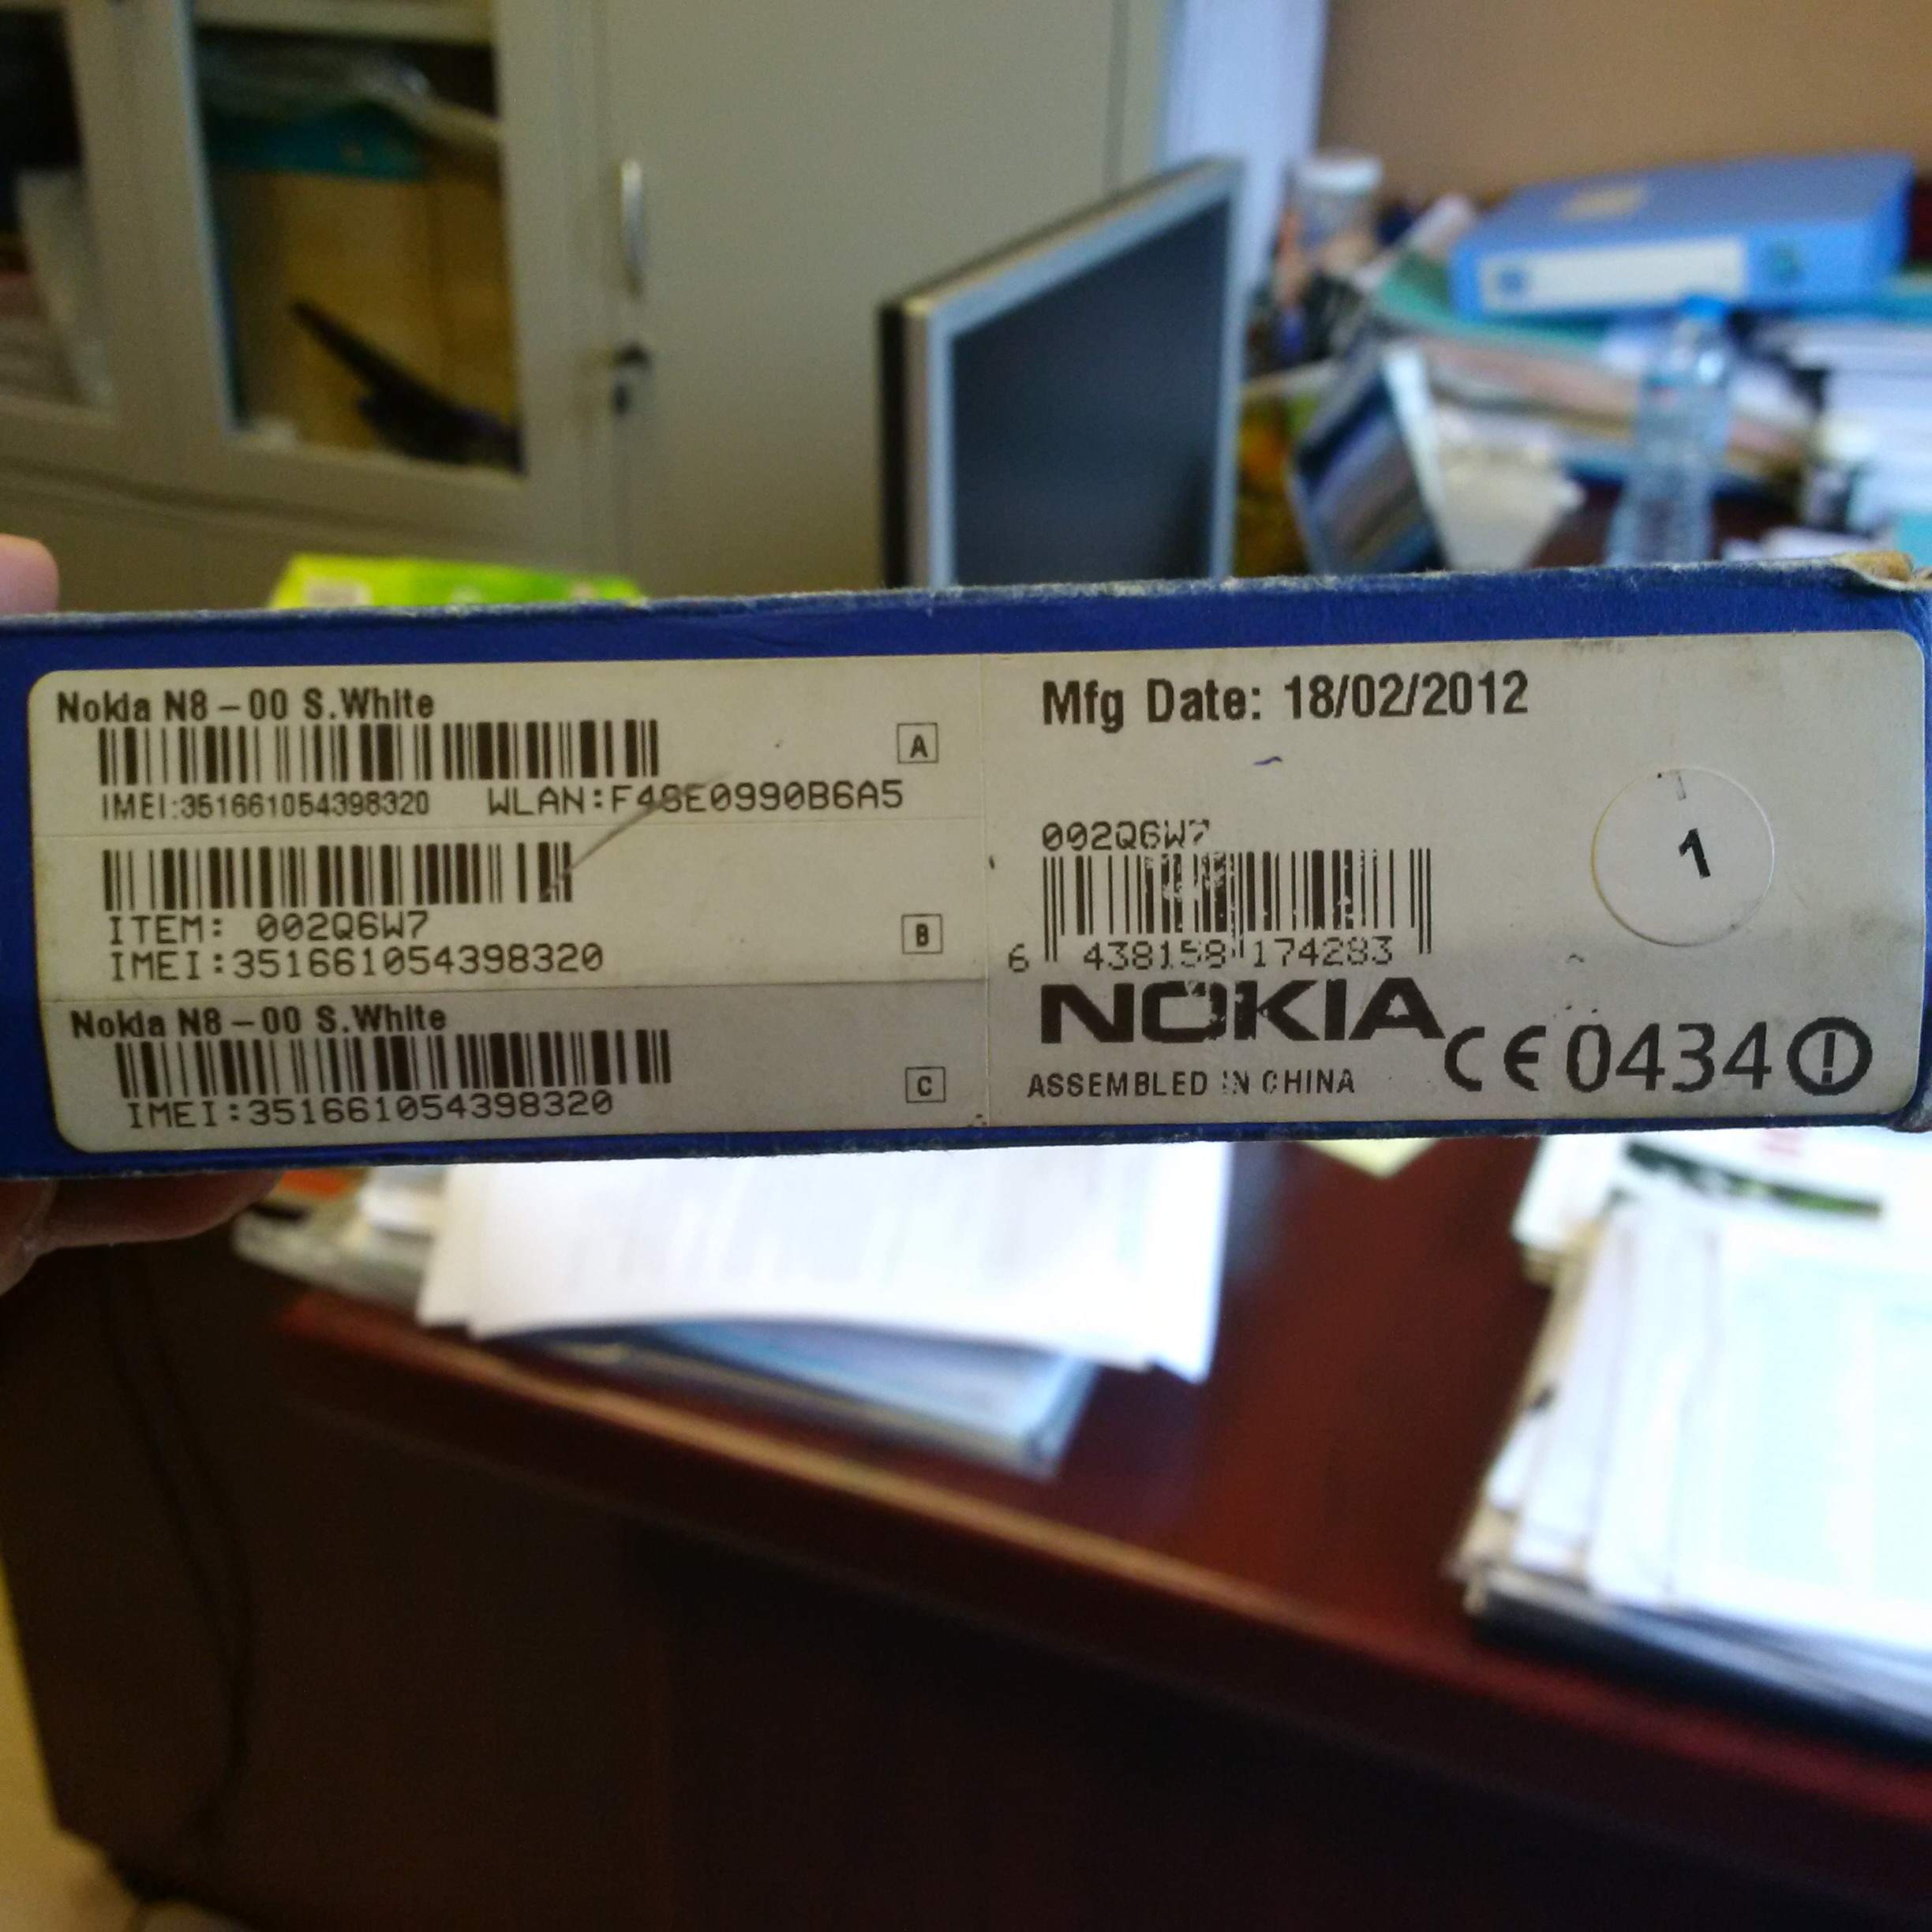 Nokia N8-00 S.White
A
IMEI:351661054398320 WLAN:F48E0990B6A5
ITEM: 002Q6W7
B
IMEI:351661054398320
Nokia N8-00 S.White
C
IMEI:351661054398320
Mfg Date: 18/02/2012
1
002Q6W7
6 438158 174283
NOKIA
ASSEMBLED IN CHINA
CE 0434